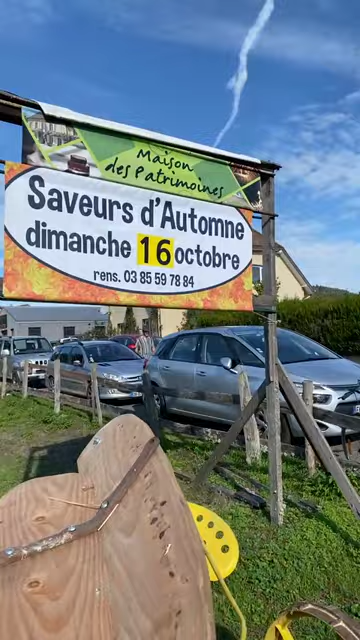 Maison
des Patrimoines
Saveurs d'Automne
dimanche 16 octobre
rens. 03 85 59 78 84